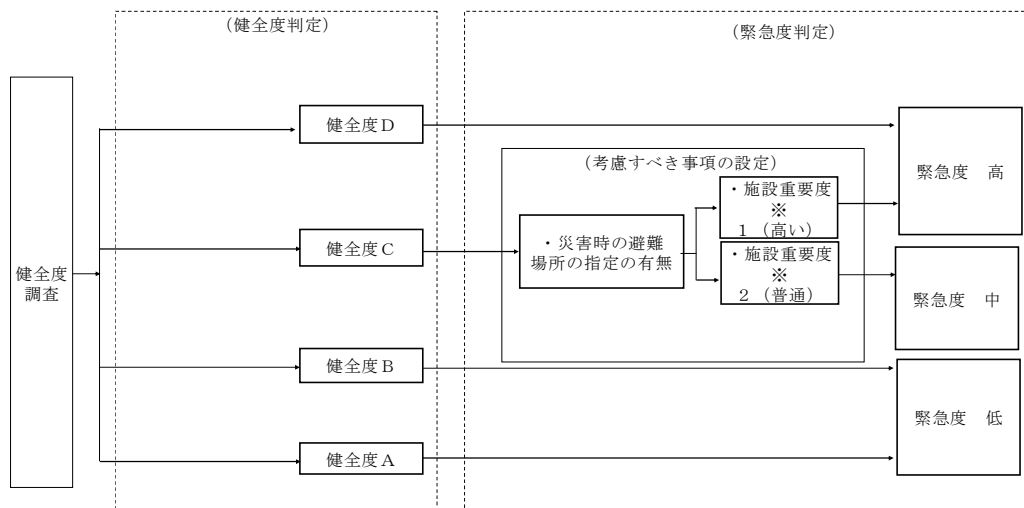 （健全度判定）
（緊急度判定）
健全度
調査
健全度D
健全度C
健全度B
健全度A
（考慮すべき事項の設定）
・災害時の避難
場所の指定の有無
・施設重要度
※
１（高い）
・施設重要度
※
２（普通）
緊急度　高
緊急度　中
緊急度　低